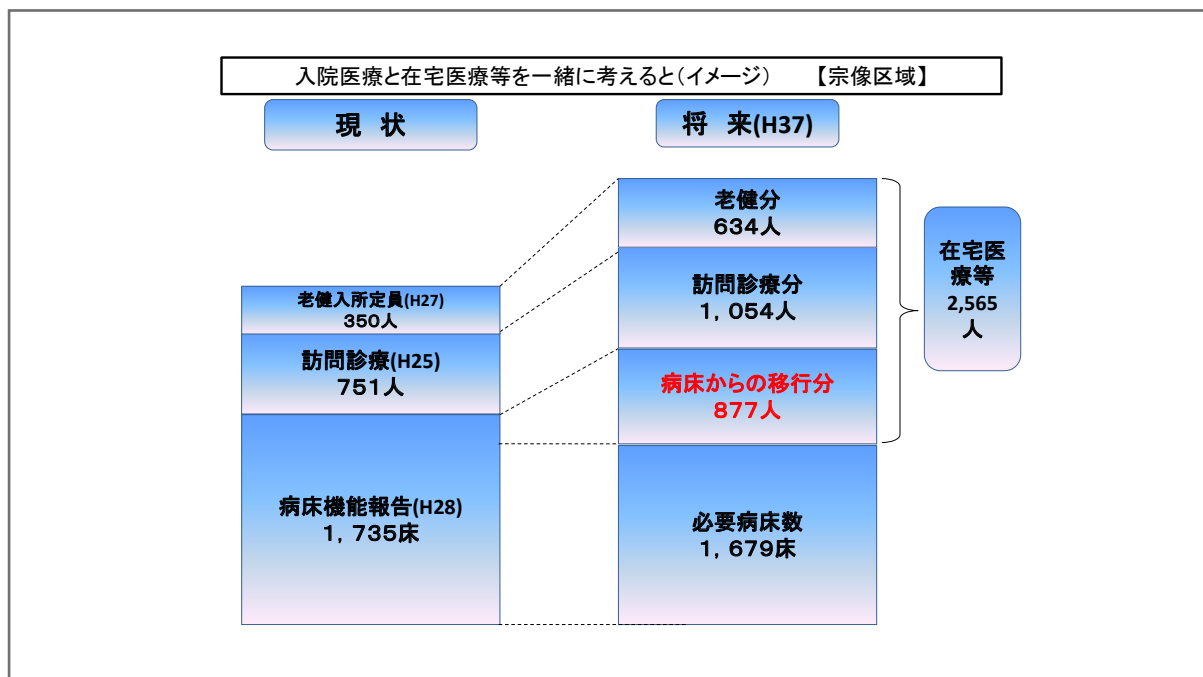 入院医療と在宅医療等を一緒に考えると(イメージ)　【宗像区域】
現　状
将　来(H37)
老健入所定員(H27)
350人
訪問診療(H25)
751人
病床機能報告(H28)
１，735床
老健分
634人
訪問診療分
１，054人
病床からの移行分
877人
必要病床数
１，679床
在宅医
療等
2,565
人